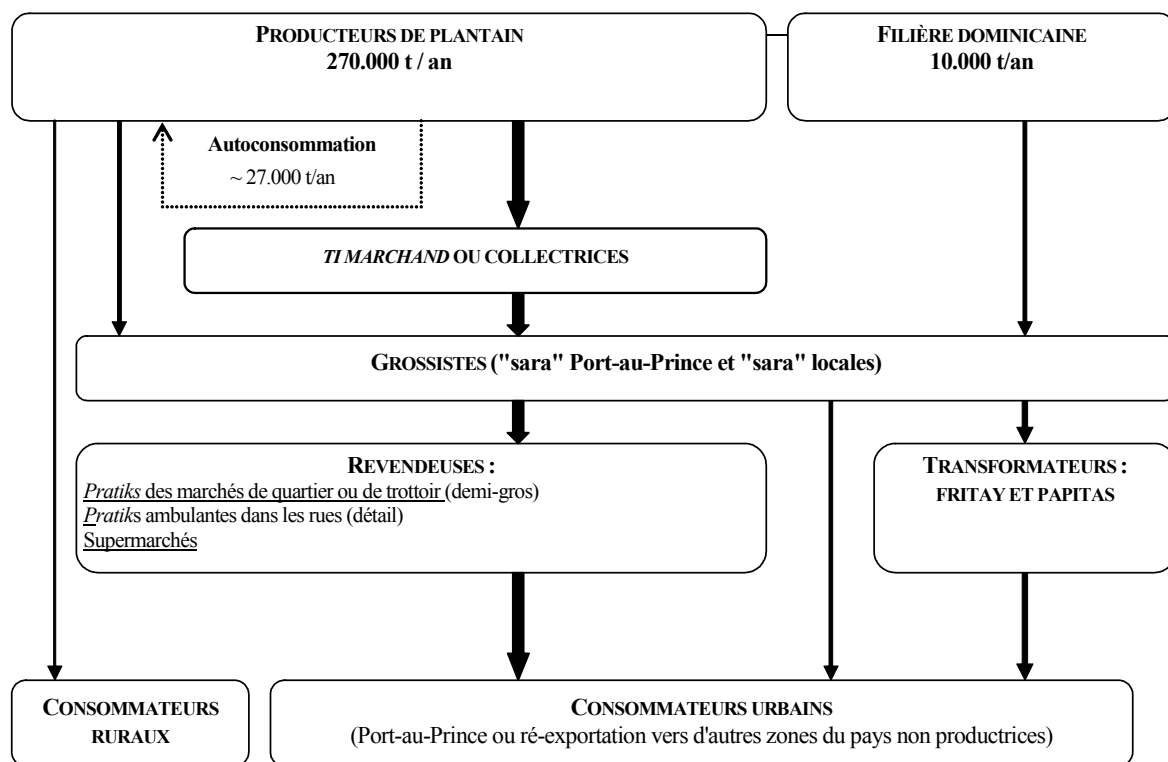 PRODUCTEURS DE PLANTAIN
270.000 t / an
FILIÈRE DOMINICAINE
10.000 t/an
Autoconsommation
~ 27.000 t/an
TI MARCHAND OU COLLECTRICES
GROSSISTES ("sara" Port-au-Prince et "sara" locales)
REVENDEUSES :
Pratiks des marchés de quartier ou de trottoir (demi-gros)
Pratiks ambulantes dans les rues (détail)
Supermarchés
TRANSFORMATEURS :
FRITAY ET PAPITAS
CONSOMMATEURS
RURAUX
CONSOMMATEURS URBAINS
(Port-au-Prince ou ré-exportation vers d'autres zones du pays non productrices)